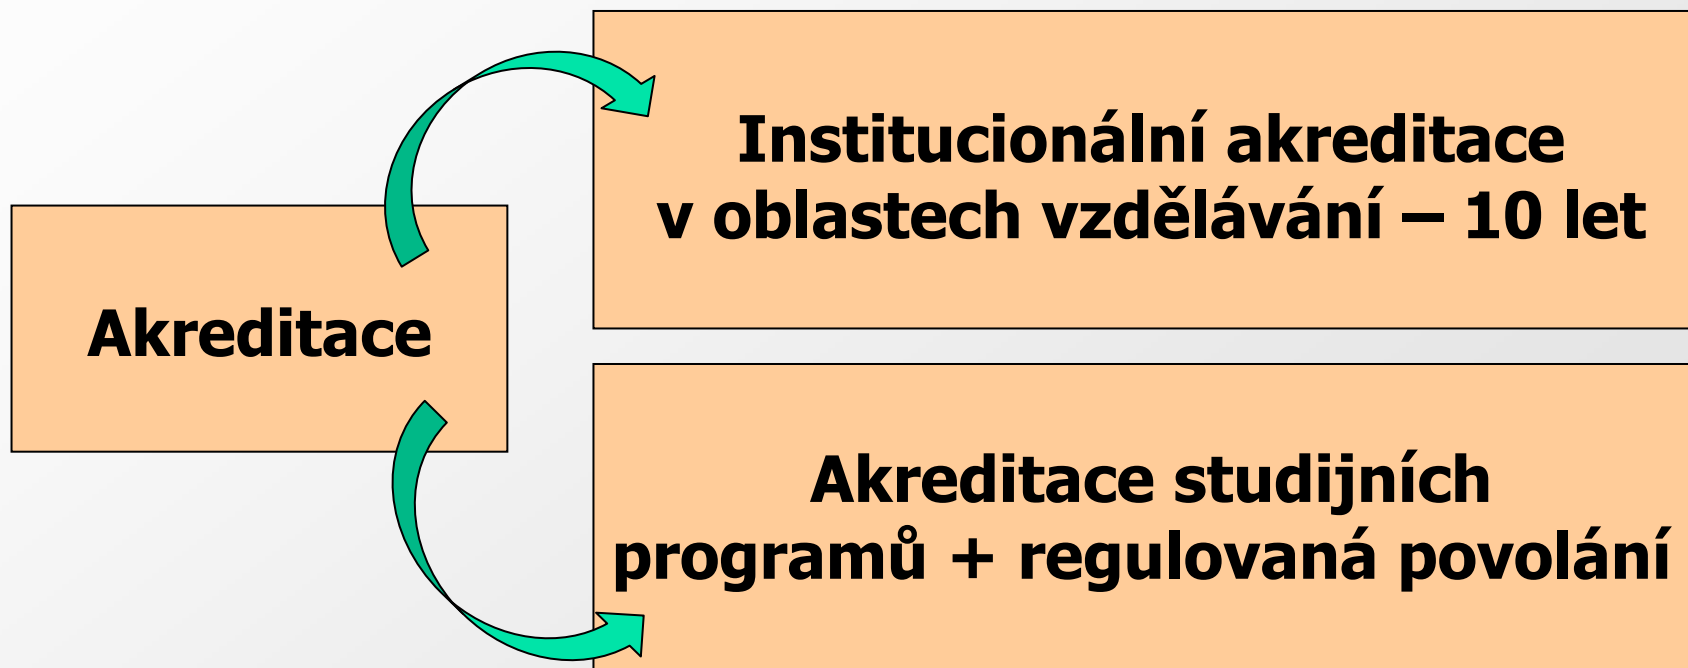 Institucionální akreditace
v oblastech vzdělávání – 10 let
Akreditace
Akreditace studijních
programů + regulovaná povolání